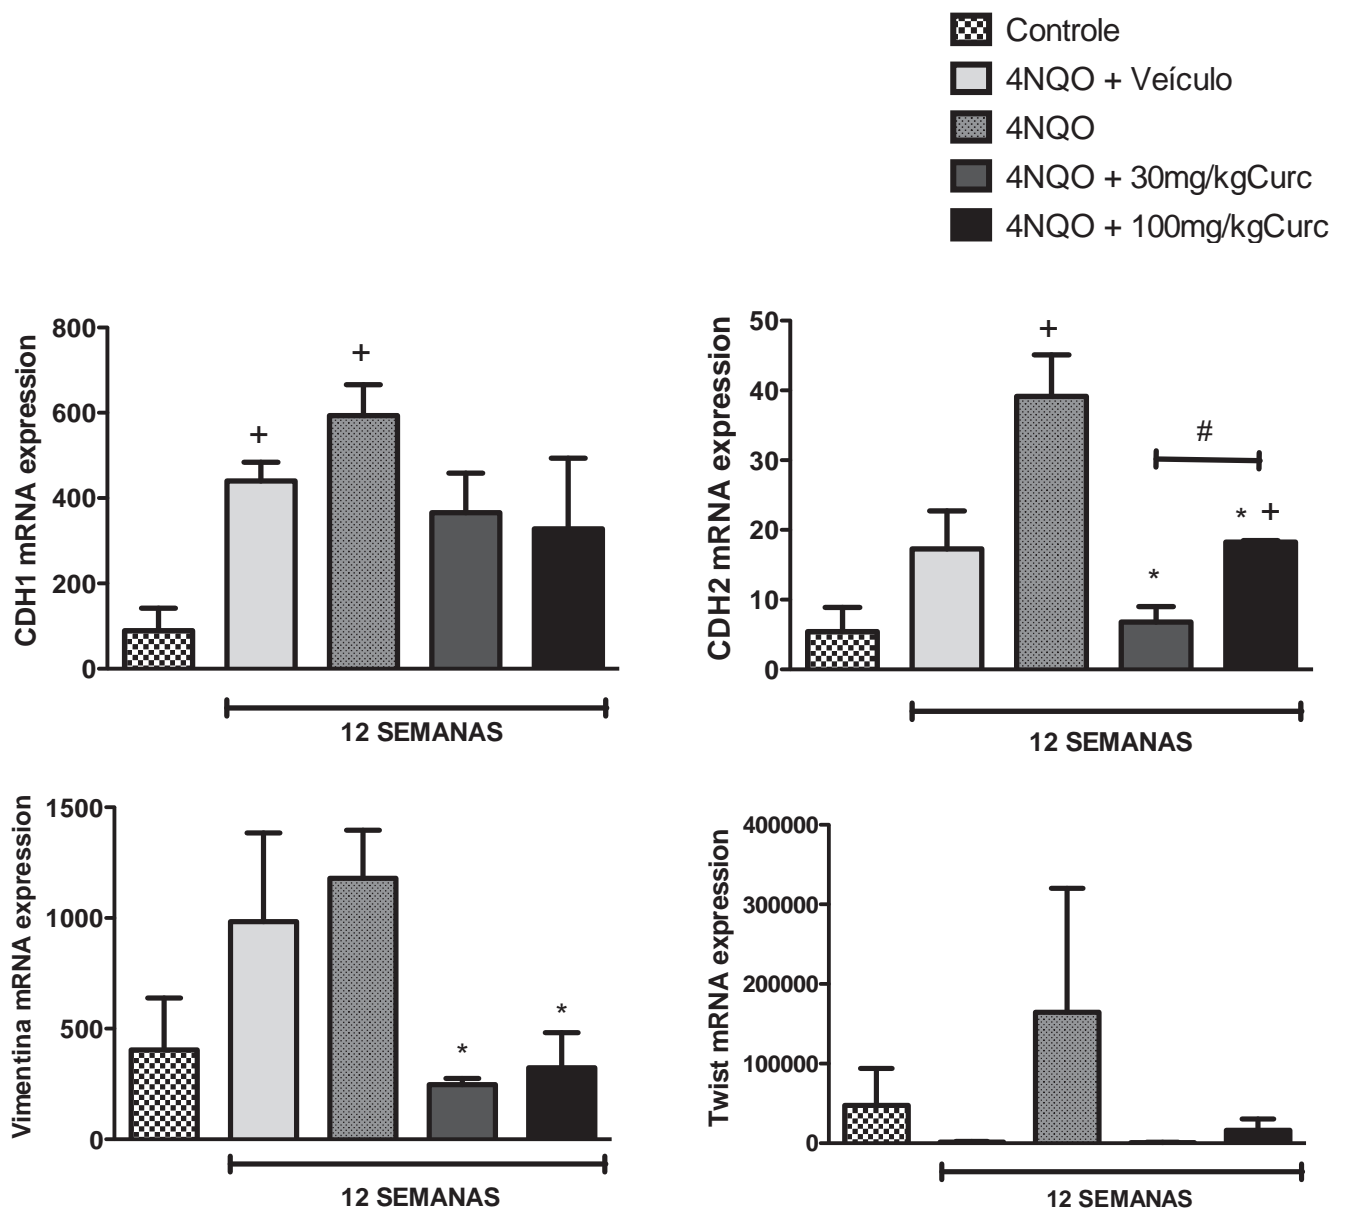 Controle
4NQO + Veículo
4NQO
4NQO + 30mg/kgCurc
4NQO + 100mg/kgCurc
CDH1 mRNA expression
800
600
400
200
0
+
+
12 SEMANAS
CDH2 mRNA expression
50
40
30
20
10
0
+
#
*
* +
12 SEMANAS
Vimentina mRNA expression
1500
1000
500
0
*
*
12 SEMANAS
Twist mRNA expression
400000
300000
200000
100000
0
12 SEMANAS